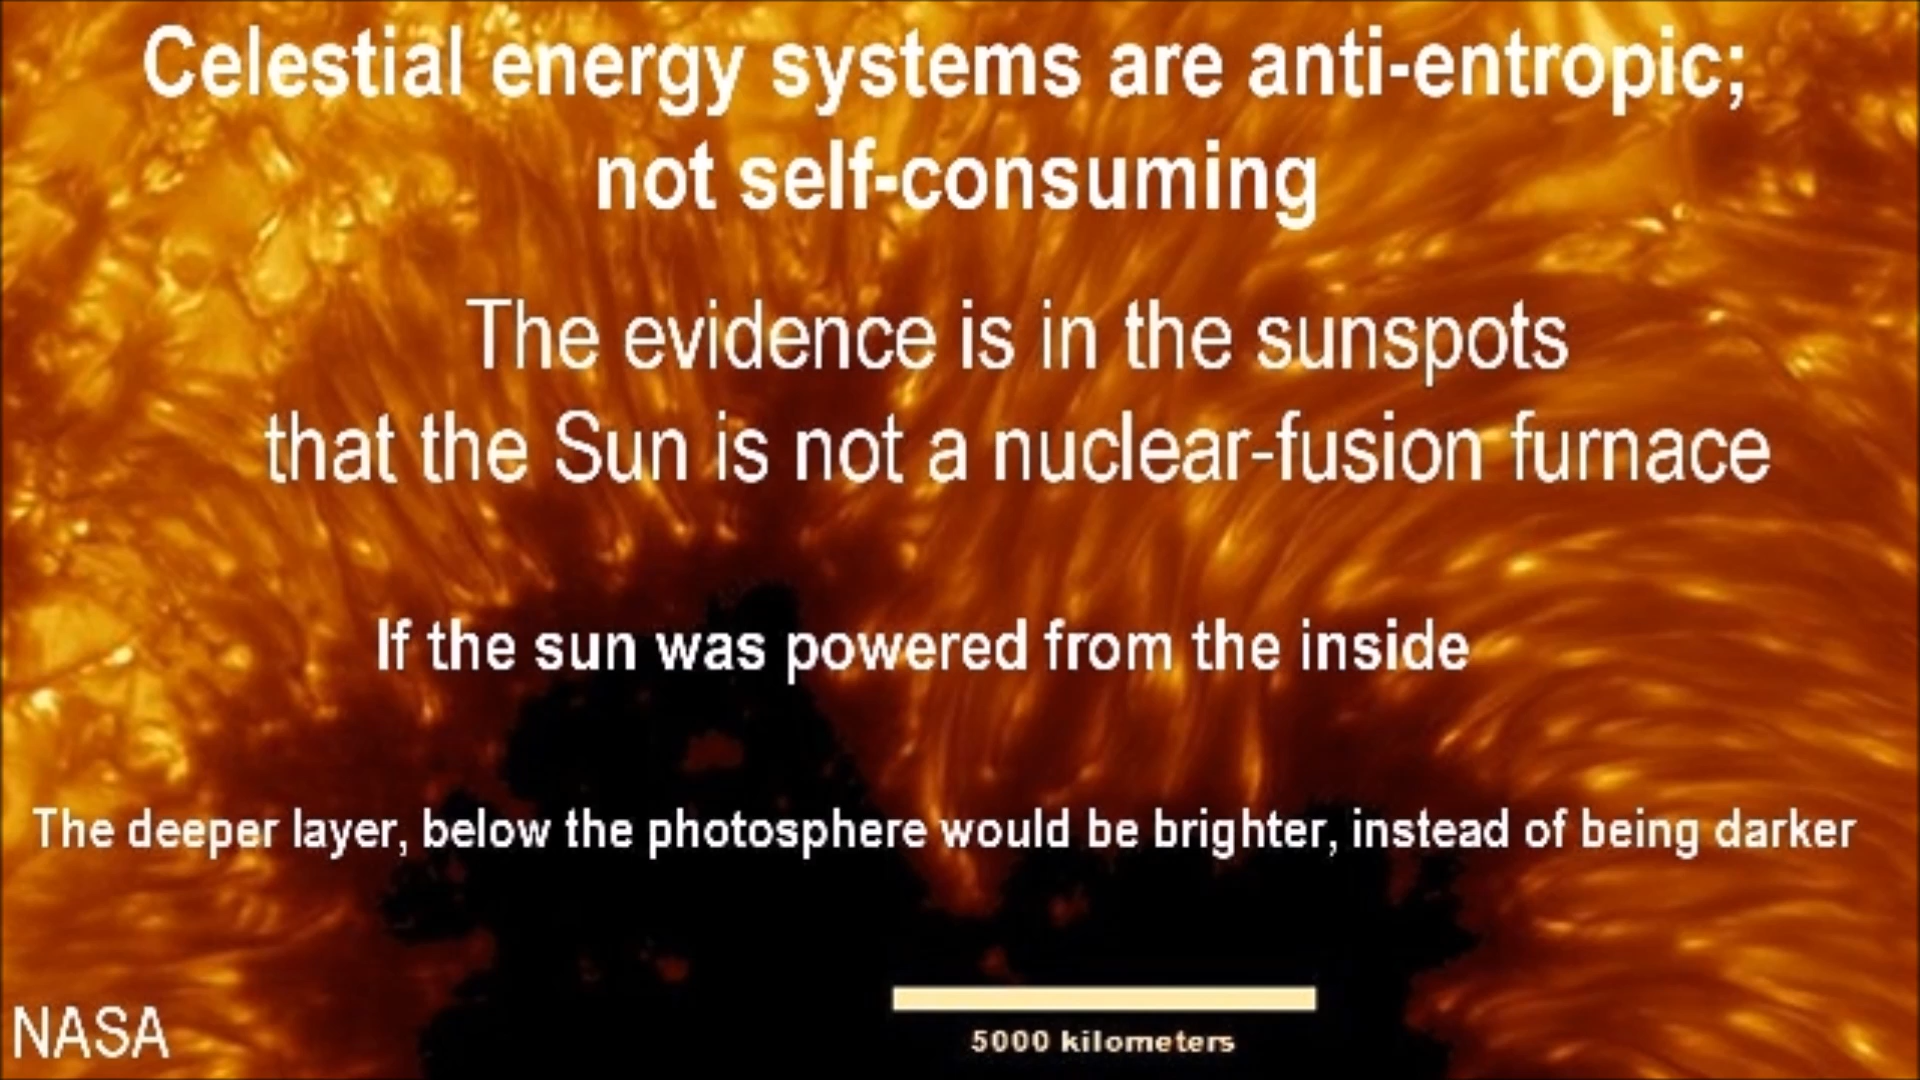 Celestial energy systems are anti-entropic;
not self-consuming
The evidence is in the sunspots
that the Sun is not a nuclear-fusion furnace
If the sun was powered from the inside
The deeper layer, below the photosphere would be brighter, instead of being darker
NASA
5000 kilometers